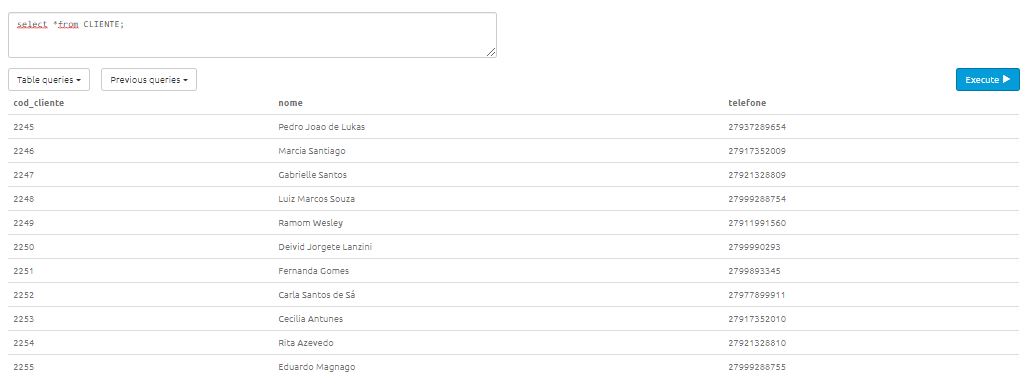 select *from CLIENTE;
Table queries Previous queries Execute
cod_cliente nome telefone
2245 Pedro Joao de Lukas 27937289654
2246 Marcia Santiago 27917352009
2247 Gabrielle Santos 27921328809
2248 Luiz Marcos Souza 27999288754
2249 Ramom Wesley 27911991560
2250 Deivid Jorgete Lanzini 2799990293
2251 Fernanda Gomes 2799893345
2252 Carla Santos de Sá 27977899911
2253 Cecilia Antunes 27917352010
2254 Rita Azevedo 27921328810
2255 Eduardo Magnago 27999288755